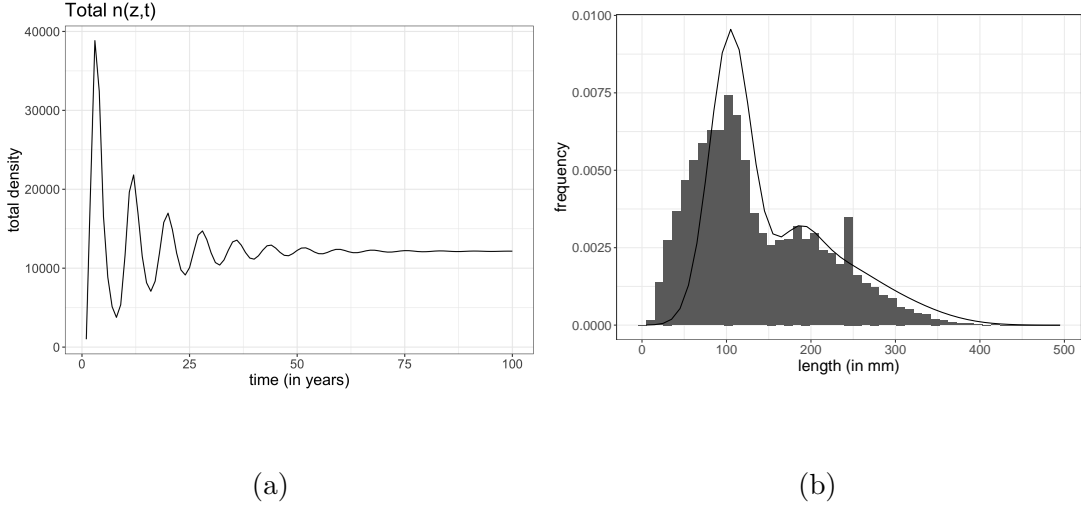 Total n(z,t)
40000
30000
20000
10000
0
total density
0 25 50 75 100
time (in years)
0.0100
0.0075
0.0050
0.0025
0.0000
frequency
0 100 200 300 400 500
length (in mm)
(a) (b)